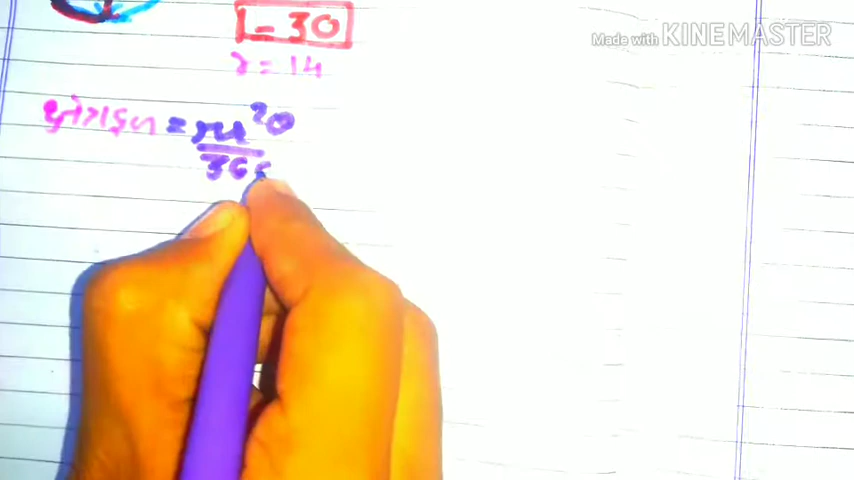 Made with KINEMASTER
l = 30
r = 14
ક્ષેત્રફળ = πr²θ
360